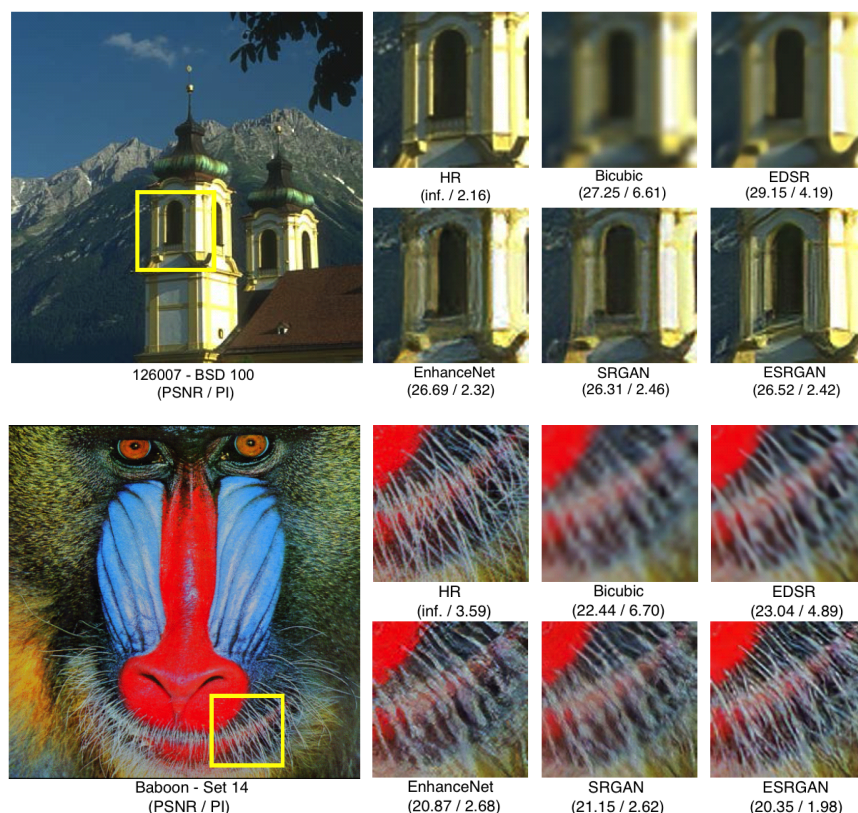 HR
(inf. / 2.16)
Bicubic
(27.25 / 6.61)
EDSR
(29.15 / 4.19)
126007 - BSD 100
(PSNR / PI)
EnhanceNet
(26.69 / 2.32)
SRGAN
(26.31 / 2.46)
ESRGAN
(26.52 / 2.42)
HR
(inf. / 3.59)
Bicubic
(22.44 / 6.70)
EDSR
(23.04 / 4.89)
Baboon - Set 14
(PSNR / PI)
EnhanceNet
(20.87 / 2.68)
SRGAN
(21.15 / 2.62)
ESRGAN
(20.35 / 1.98)